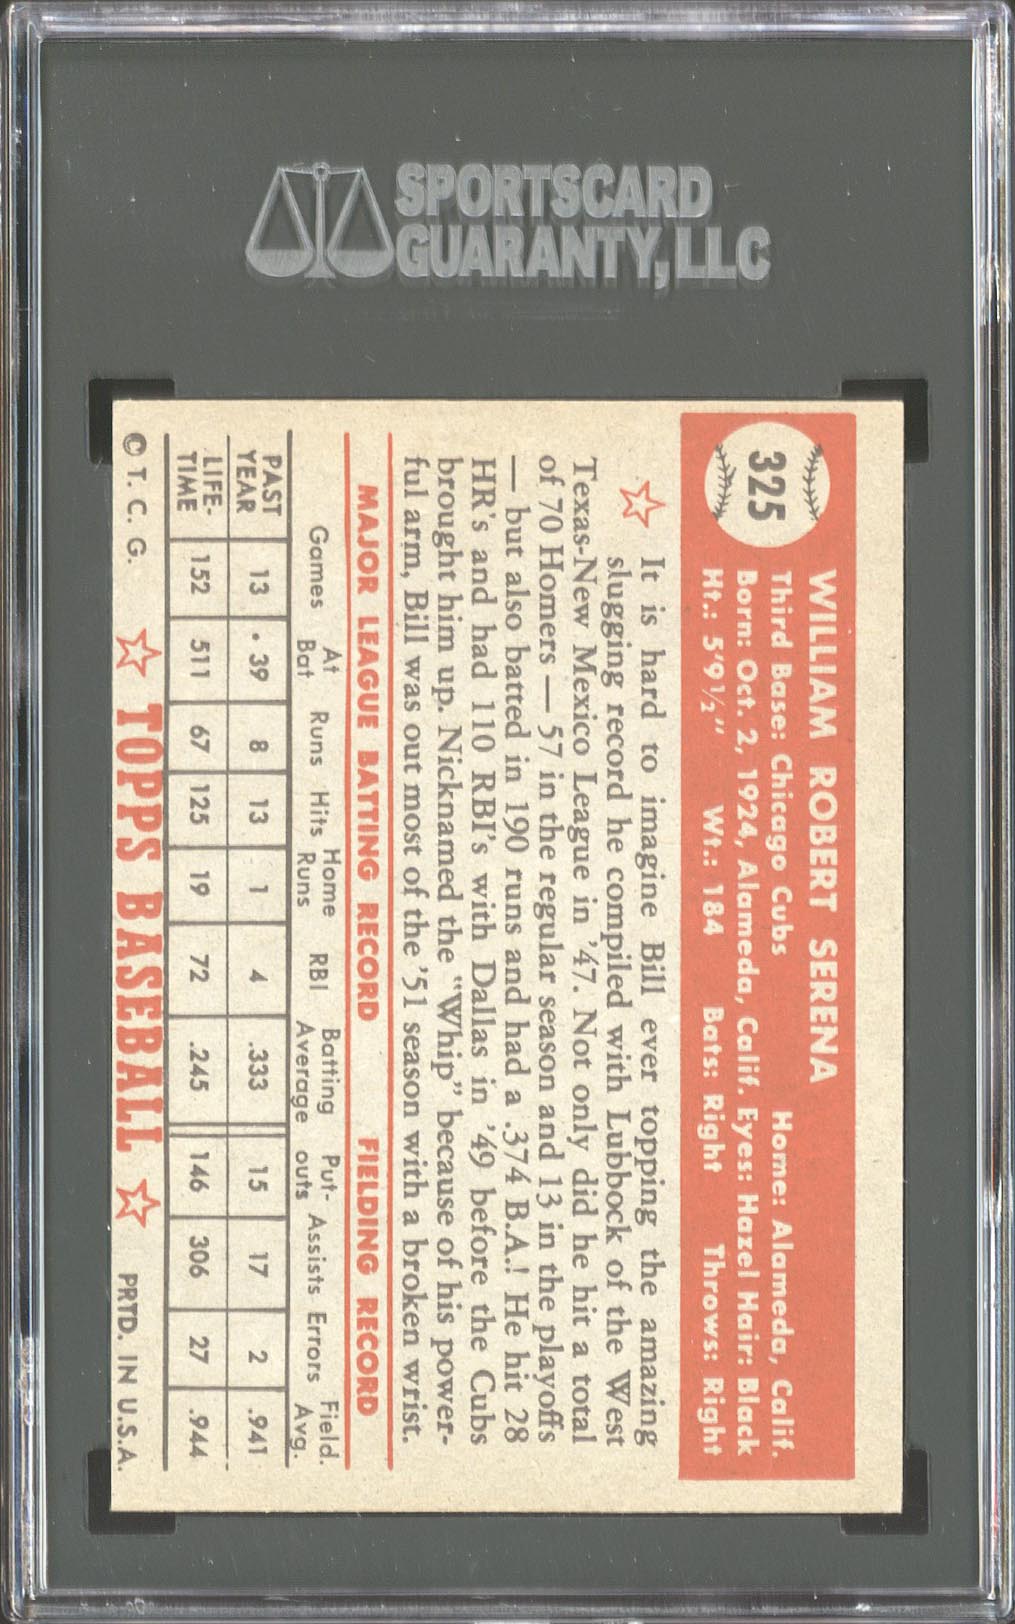 SPORTSCARD
GUARANTY, LLC
325
WILLIAM ROBERT SERENA
Third Base: Chicago Cubs Home: Alameda, Calif.
Born: Oct. 2, 1924, Alameda, Calif. Eyes: Hazel Hair: Black
Ht.: 5'9½" Wt.: 184 Bats: Right Throws: Right
It is hard to imagine Bill ever topping the amazing
slugging record he compiled with Lubbock of the West
Texas-New Mexico League in '47. Not only did he hit a total
of 70 Homers — 57 in the regular season and 13 in the playoffs
— but also batted in 190 runs and had a .374 B.A.! He hit 28
HR's and had 110 RBI's with Dallas in '49 before the Cubs
brought him up. Nicknamed the "Whip" because of his power-
ful arm, Bill was out most of the '51 season with a broken wrist.
MAJOR LEAGUE BATTING RECORD FIELDING RECORD
Games At Bat Runs Hits Home Runs RBI Batting Average Put-outs Assists Errors Field. Avg.
PAST YEAR 13 39 8 13 1 4 .333 15 17 2 .941
LIFE-TIME 152 511 67 125 19 72 .245 146 306 27 .944
© T. C. G. TOPPS BASEBALL PRTD. IN U.S.A.